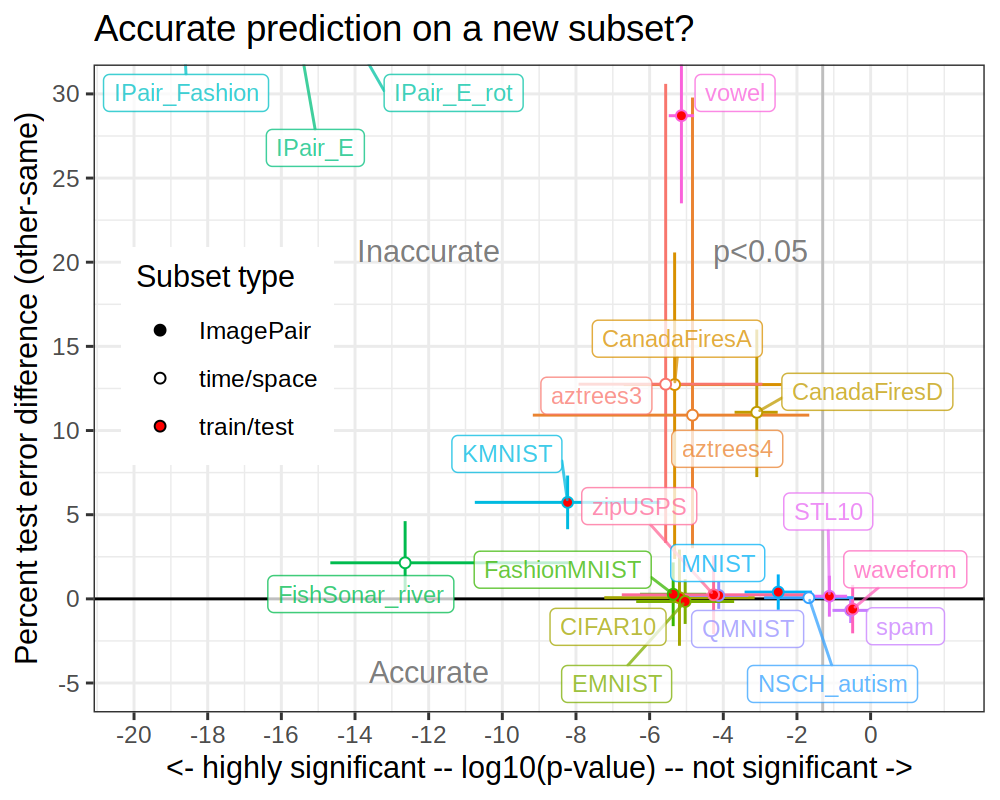 Accurate prediction on a new subset?
Percent test error difference (other-same)
30
25
20
15
10
5
0
-5
IPair_Fashion
IPair_E_rot
vowel
IPair_E
Inaccurate
p<0.05
Subset type
ImagePair
time/space
train/test
CanadaFiresA
CanadaFiresD
aztrees3
aztrees4
KMNIST
zipUSPS
STL10
MNIST
waveform
FashionMNIST
FishSonar_river
CIFAR10
QMNIST
spam
Accurate
EMNIST
NSCH_autism
-20 -18 -16 -14 -12 -10 -8 -6 -4 -2 0
<- highly significant -- log10(p-value) -- not significant ->